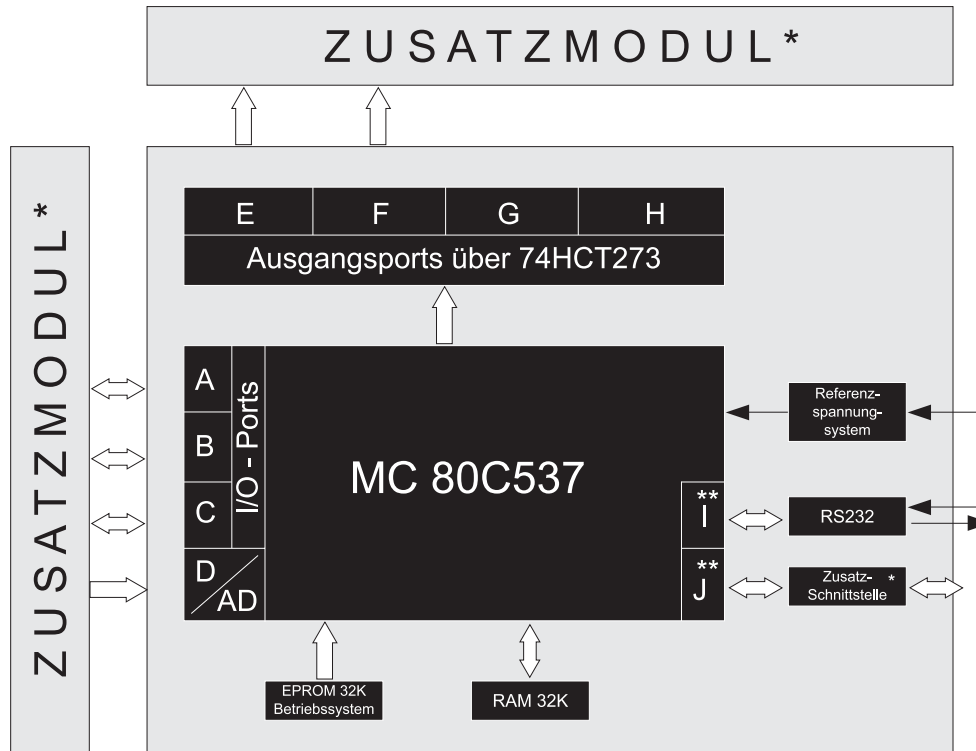 ZUSATZMODUL*
ZUSATZMODUL*
E F G H
Ausgangsports über 74HCT273
A
B
C
D
AD
I/O - Ports
MC 80C537
**
I
**
J
Referenz-
spannung-
system
RS232
Zusatz- *
Schnittstelle
EPROM 32K
Betriebssystem
RAM 32K